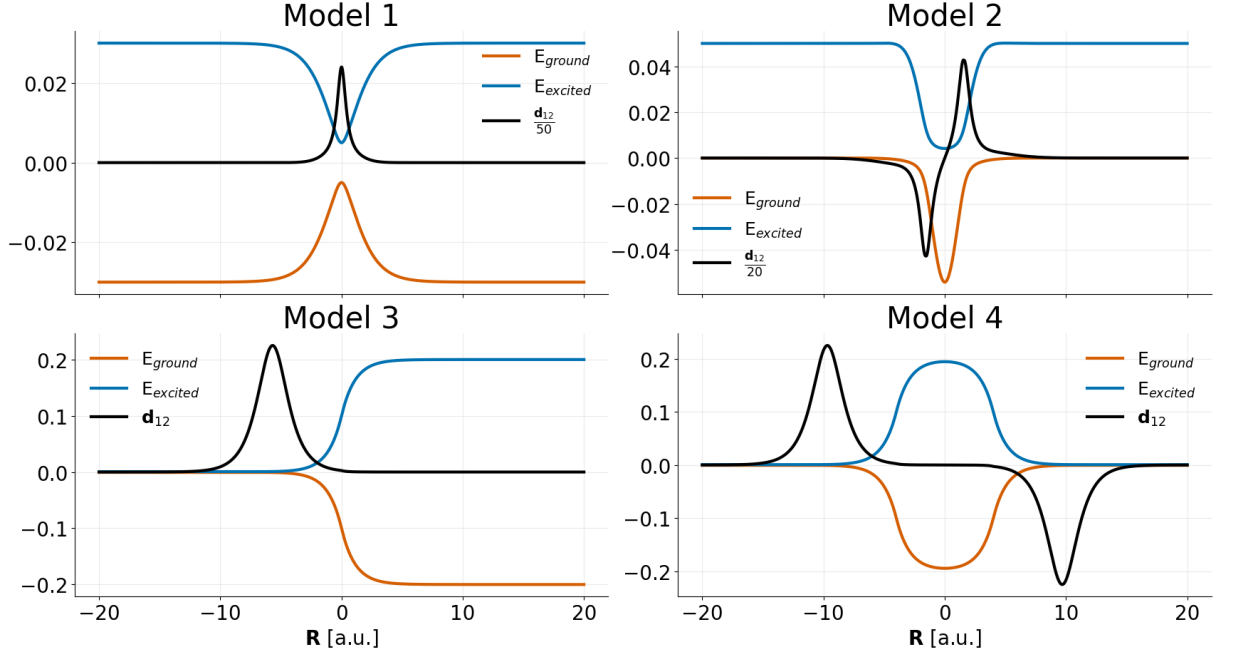 Model 1
0.02
0.00
−0.02
E_ground
E_excited
d₁₂/50
Model 2
0.04
0.02
0.00
−0.02
−0.04
E_ground
E_excited
d₁₂/20
Model 3
0.2
0.1
0.0
−0.1
−0.2
E_ground
E_excited
d₁₂
−20
−10
0
10
20
R [a.u.]
Model 4
0.2
0.1
0.0
−0.1
−0.2
E_ground
E_excited
d₁₂
−20
−10
0
10
20
R [a.u.]